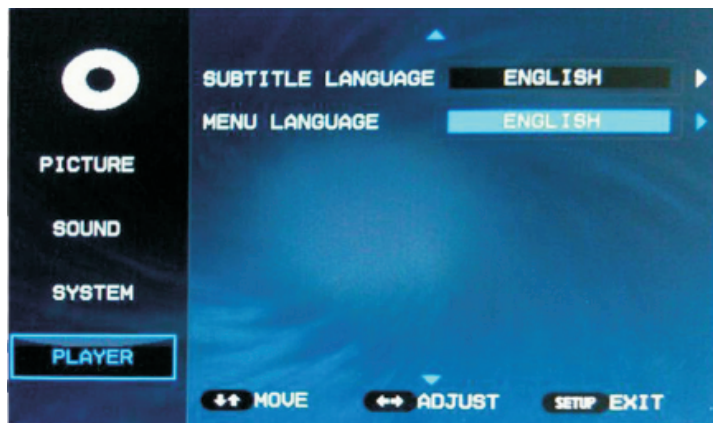 SUBTITLE LANGUAGE ENGLISH
MENU LANGUAGE ENGLISH
PICTURE
SOUND
SYSTEM
PLAYER
MOVE ADJUST SETUP EXIT